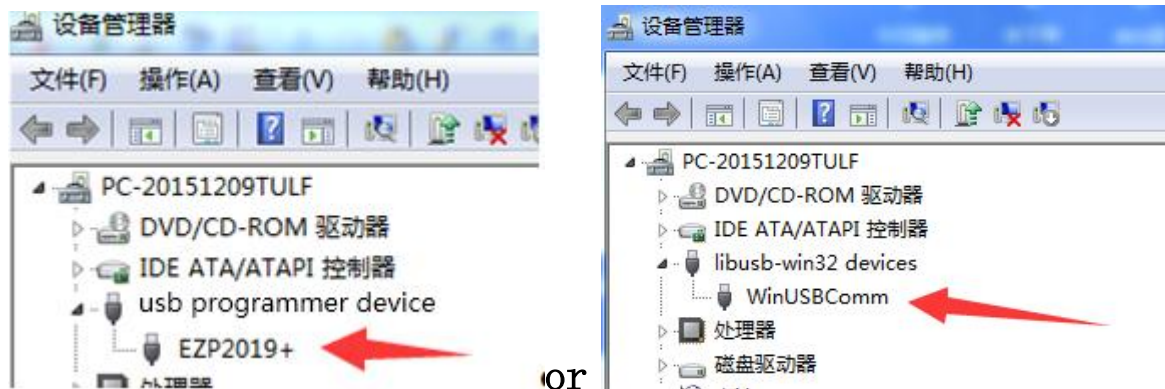 设备管理器
文件(F) 操作(A) 查看(V) 帮助(H)
PC-20151209TULF
DVD/CD-ROM 驱动器
IDE ATA/ATAPI 控制器
usb programmer device
EZP2019+
处理器
or
设备管理器
文件(F) 操作(A) 查看(V) 帮助(H)
PC-20151209TULF
DVD/CD-ROM 驱动器
IDE ATA/ATAPI 控制器
libusb-win32 devices
WinUSBComm
处理器
磁盘驱动器